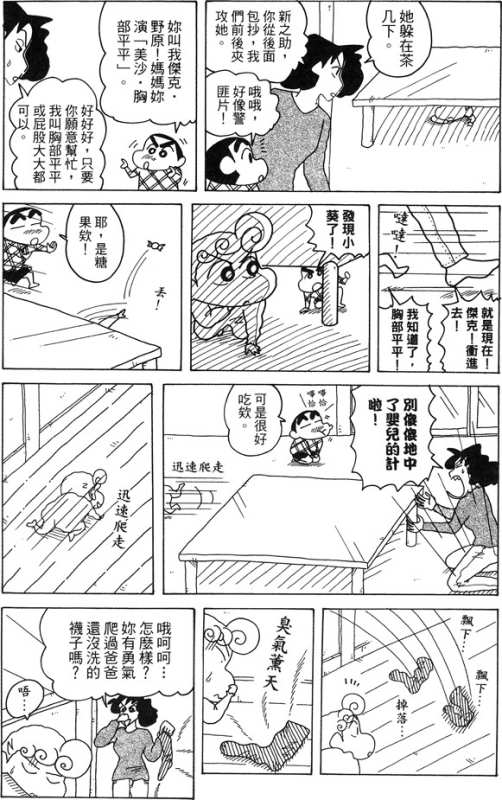 她躲在茶
几下。
新之助，
你從後面
包抄，我
們前後夾
攻她。
哦哦，
好像警
匪片！
妳叫我傑克．
野原！媽媽妳
演「美沙．胸
部平平」。
好好好，只要
你願意幫忙，
我叫胸部平平
或屁股大大都
可以。
噠
噠！
就是現在！
傑克！衝進
去！
我知道了，
胸部平平！
發現小
葵了！
耶，是糖
果欸！
丟！
別傻傻地中
了嬰兒的計
啦！
嗶
恰
嗶
恰
可是很好
吃欸。
迅速爬走
迅速爬走
飄下…
飄下
掉落…
臭氣薰天
哦呵呵…
怎麼樣？
妳有勇氣
爬過爸爸
還沒洗的
襪子嗎？
唔…